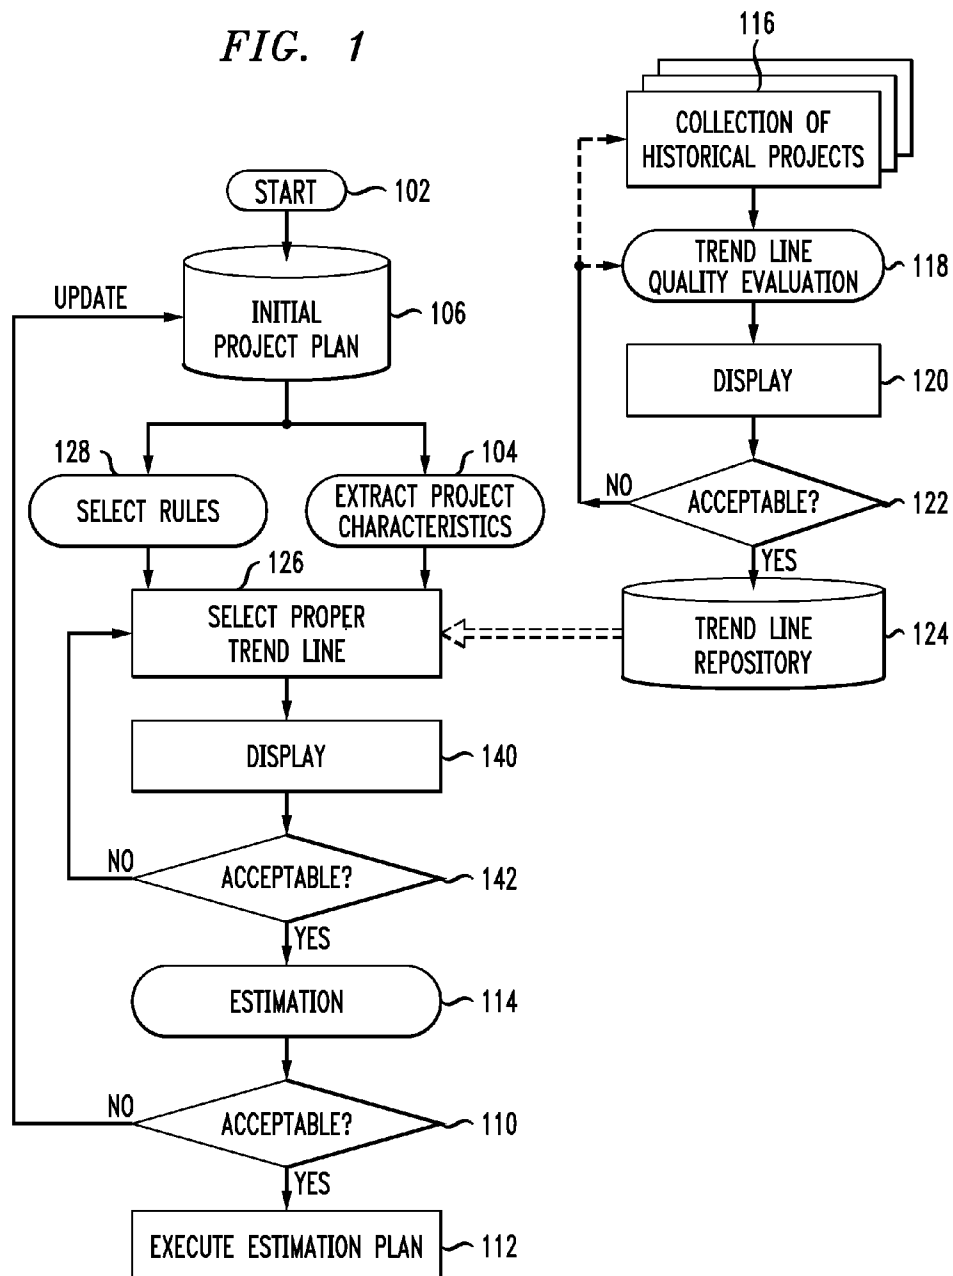 FIG. 1
116
COLLECTION OF
HISTORICAL PROJECTS
START
102
TREND LINE
QUALITY EVALUATION
118
UPDATE
INITIAL
PROJECT PLAN
106
DISPLAY
120
128
SELECT RULES
104
EXTRACT PROJECT
CHARACTERISTICS
NO
ACCEPTABLE?
122
YES
126
SELECT PROPER
TREND LINE
TREND LINE
REPOSITORY
124
DISPLAY
140
NO
ACCEPTABLE?
142
YES
ESTIMATION
114
NO
ACCEPTABLE?
110
YES
EXECUTE ESTIMATION PLAN
112